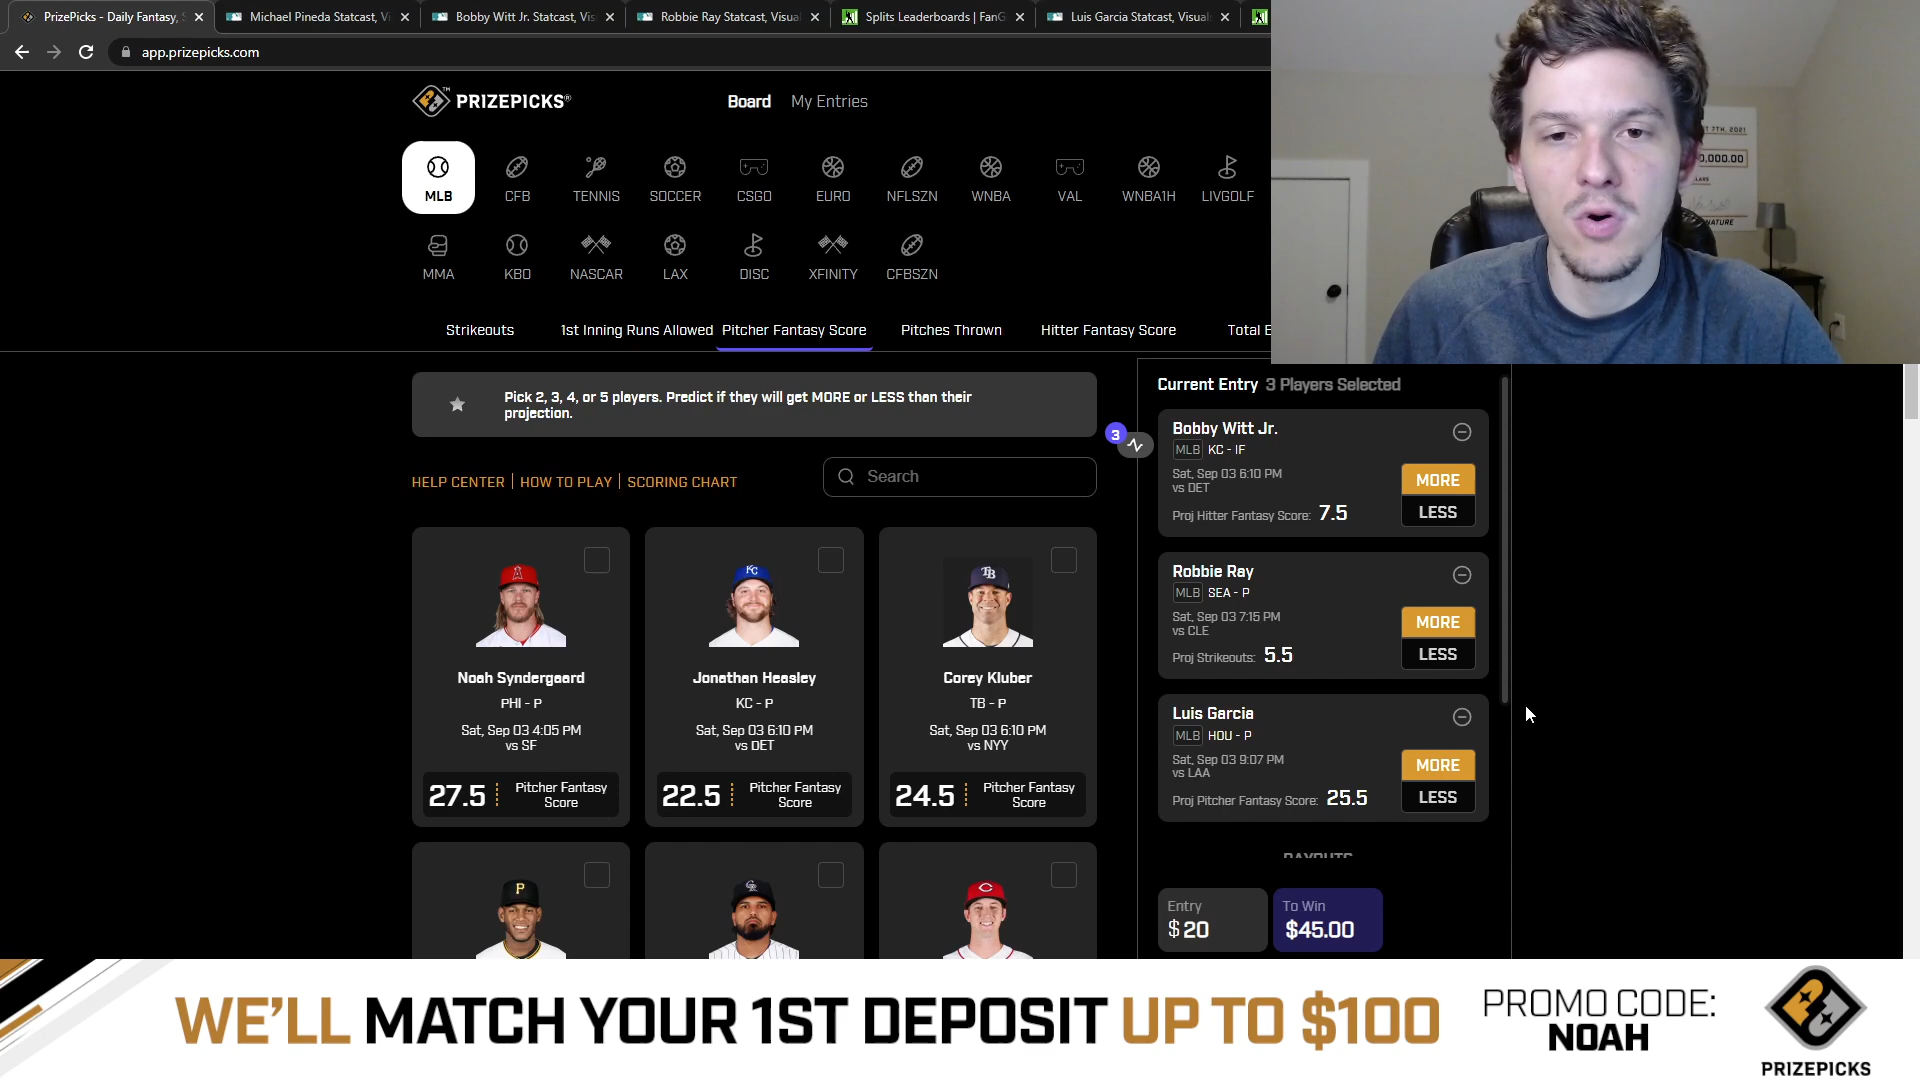 PrizePicks - Daily Fantasy, S
Michael Pineda Statcast, Vi
Bobby Witt Jr. Statcast, Vis
Robbie Ray Statcast, Visual
Splits Leaderboards | FanG
Luis Garcia Statcast, Visual
app.prizepicks.com
PRIZEPICKS®
Board
My Entries
MLB
CFB
TENNIS
SOCCER
CSGO
EURO
NFLSZN
WNBA
VAL
WNBA1H
LIVGOLF
MMA
KBO
NASCAR
LAX
DISC
XFINITY
CFBSZN
Strikeouts
1st Inning Runs Allowed
Pitcher Fantasy Score
Pitches Thrown
Hitter Fantasy Score
Total
Pick 2, 3, 4, or 5 players. Predict if they will get MORE or LESS than their
projection.
HELP CENTER | HOW TO PLAY | SCORING CHART
Search
Noah Syndergaard
PHI - P
Sat, Sep 03 4:05 PM
vs SF
27.5
Pitcher Fantasy
Score
Jonathan Heasley
KC - P
Sat, Sep 03 6:10 PM
vs DET
22.5
Pitcher Fantasy
Score
Corey Kluber
TB - P
Sat, Sep 03 6:10 PM
vs NYY
24.5
Pitcher Fantasy
Score
3
Current Entry 3 Players Selected
Bobby Witt Jr.
MLB KC - IF
Sat, Sep 03 6:10 PM
vs DET
Proj Hitter Fantasy Score: 7.5
MORE
LESS
Robbie Ray
MLB SEA - P
Sat, Sep 03 7:15 PM
vs CLE
Proj Strikeouts: 5.5
MORE
LESS
Luis Garcia
MLB HOU - P
Sat, Sep 03 9:07 PM
vs LAA
Proj Pitcher Fantasy Score: 25.5
MORE
LESS
PAYOUTS
Entry
$ 20
To Win
$45.00
T 7TH, 2021
0,000.00
NATURE
WE'LL MATCH YOUR 1ST DEPOSIT UP TO $100
PROMO CODE:
NOAH
PRIZEPICKS